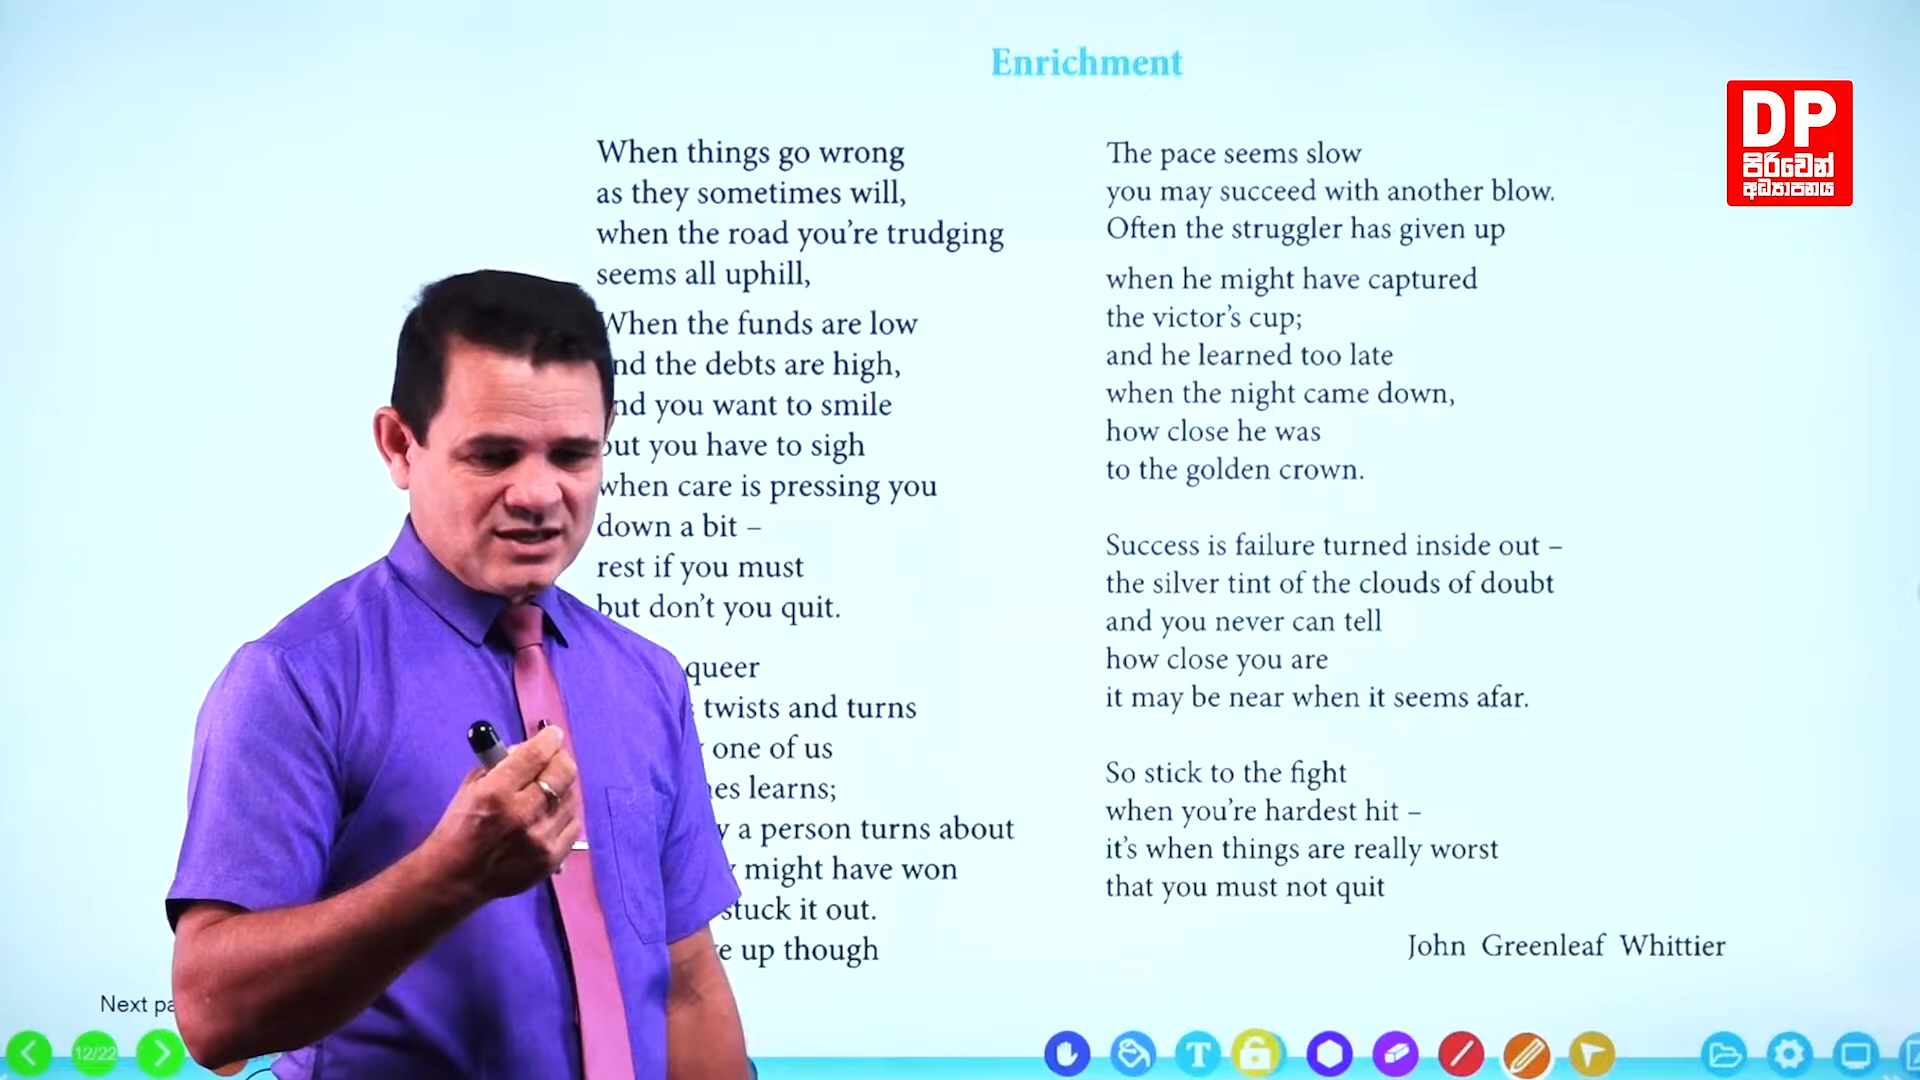 Enrichment
DP
පිරිවෙන්
අධ්‍යාපනය
When things go wrong
as they sometimes will,
when the road you're trudging
seems all uphill,
When the funds are low
the debts are high,
you want to smile
but you have to sigh
when care is pressing you
down a bit –
rest if you must
but don't you quit.
queer
twists and turns
one of us
learns;
a person turns about
might have won
stuck it out.
up though
The pace seems slow
you may succeed with another blow.
Often the struggler has given up
when he might have captured
the victor's cup;
and he learned too late
when the night came down,
how close he was
to the golden crown.
Success is failure turned inside out –
the silver tint of the clouds of doubt
and you never can tell
how close you are
it may be near when it seems afar.
So stick to the fight
when you're hardest hit –
it's when things are really worst
that you must not quit
John Greenleaf Whittier
Next
12/22
T